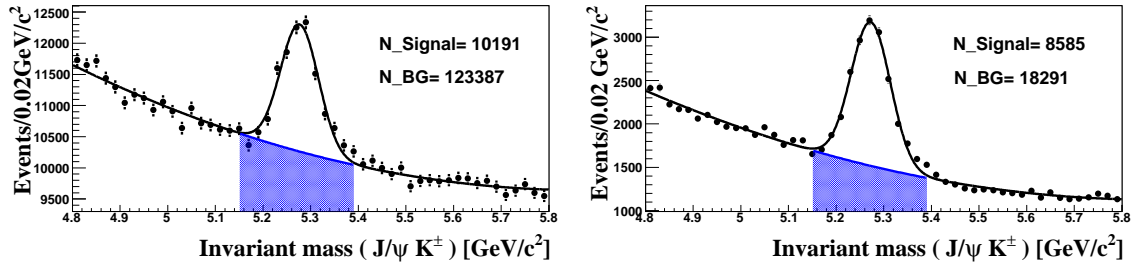 Events/0.02GeV/c²
12500
12000
11500
11000
10500
10000
9500
N_Signal= 10191
N_BG= 123387
4.8 4.9 5 5.1 5.2 5.3 5.4 5.5 5.6 5.7 5.8
Invariant mass ( J/ψ K± ) [GeV/c²]
Events/0.02 GeV/c²
3000
2500
2000
1500
1000
N_Signal= 8585
N_BG= 18291
4.8 4.9 5 5.1 5.2 5.3 5.4 5.5 5.6 5.7 5.8
Invariant mass ( J/ψ K± ) [GeV/c²]